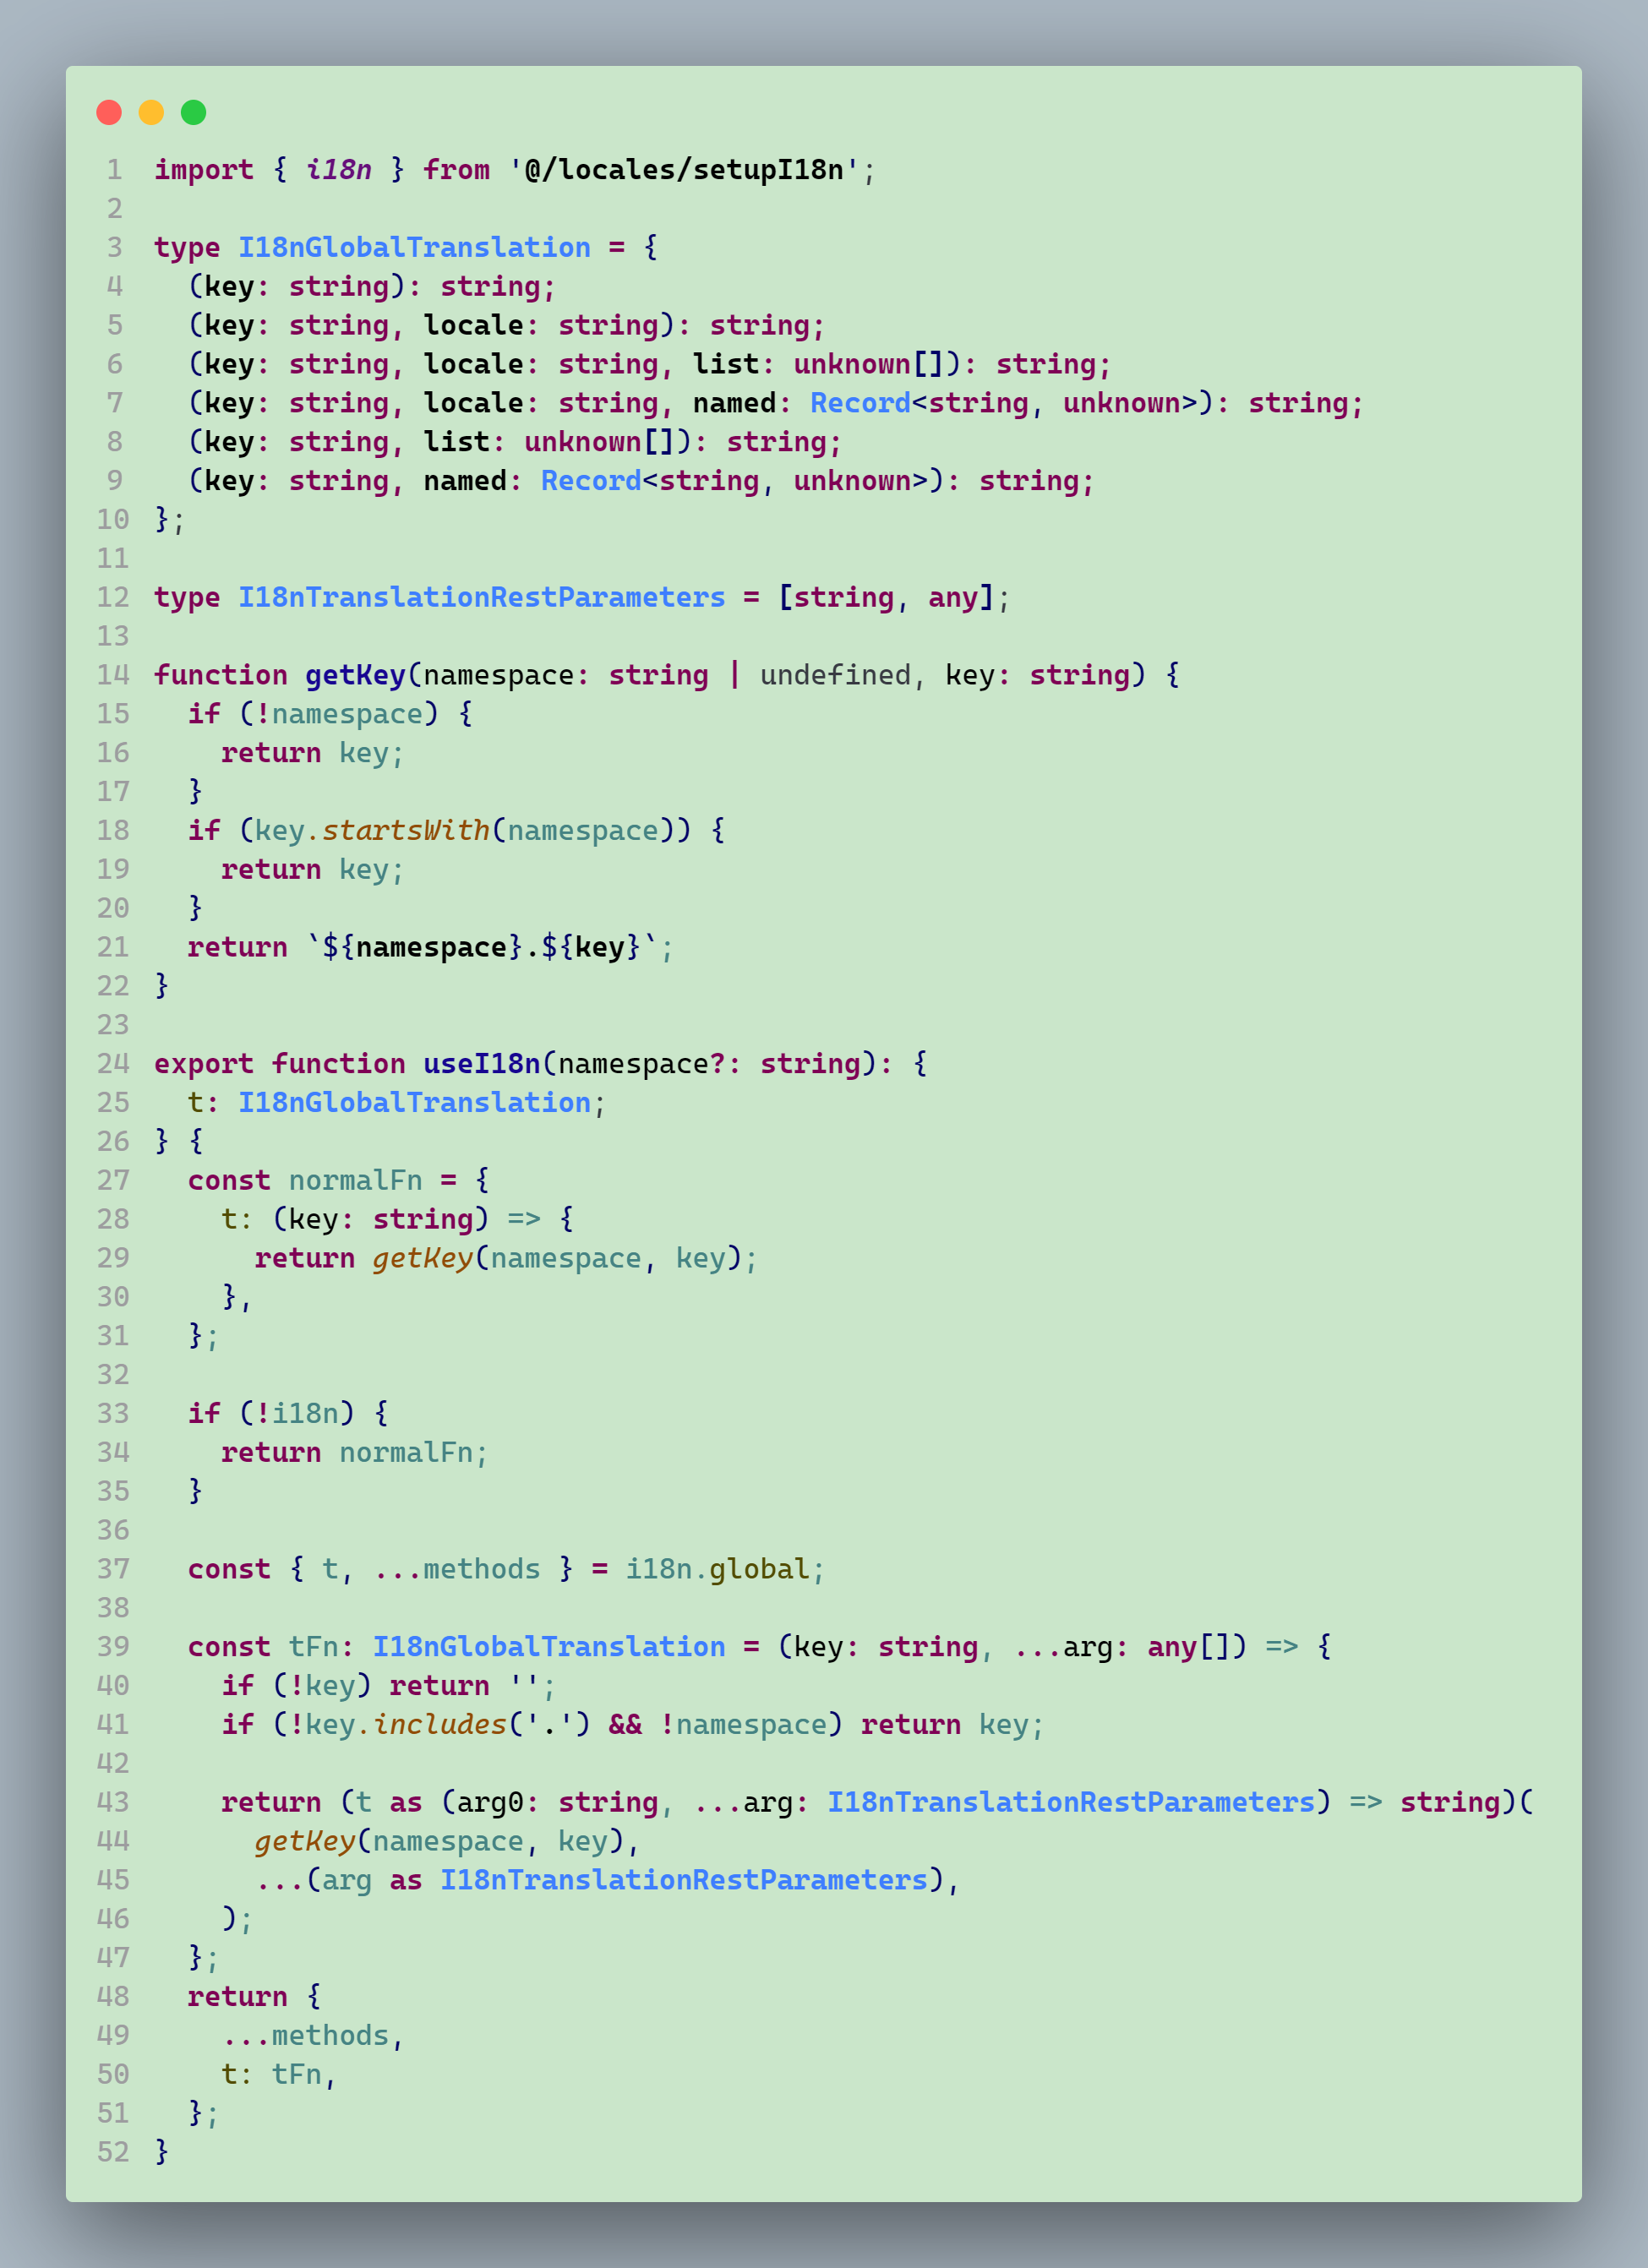 1 import { i18n } from '@/locales/setupI18n';
2
3 type I18nGlobalTranslation = {
4   (key: string): string;
5   (key: string, locale: string): string;
6   (key: string, locale: string, list: unknown[]): string;
7   (key: string, locale: string, named: Record<string, unknown>): string;
8   (key: string, list: unknown[]): string;
9   (key: string, named: Record<string, unknown>): string;
10 };
11
12 type I18nTranslationRestParameters = [string, any];
13
14 function getKey(namespace: string | undefined, key: string) {
15   if (!namespace) {
16     return key;
17   }
18   if (key.startsWith(namespace)) {
19     return key;
20   }
21   return `${namespace}.${key}`;
22 }
23
24 export function useI18n(namespace?: string): {
25   t: I18nGlobalTranslation;
26 } {
27   const normalFn = {
28     t: (key: string) => {
29       return getKey(namespace, key);
30     },
31   };
32
33   if (!i18n) {
34     return normalFn;
35   }
36
37   const { t, ...methods } = i18n.global;
38
39   const tFn: I18nGlobalTranslation = (key: string, ...arg: any[]) => {
40     if (!key) return '';
41     if (!key.includes('.') && !namespace) return key;
42
43     return (t as (arg0: string, ...arg: I18nTranslationRestParameters) => string)(
44       getKey(namespace, key),
45       ...(arg as I18nTranslationRestParameters),
46     );
47   };
48   return {
49     ...methods,
50     t: tFn,
51   };
52 }